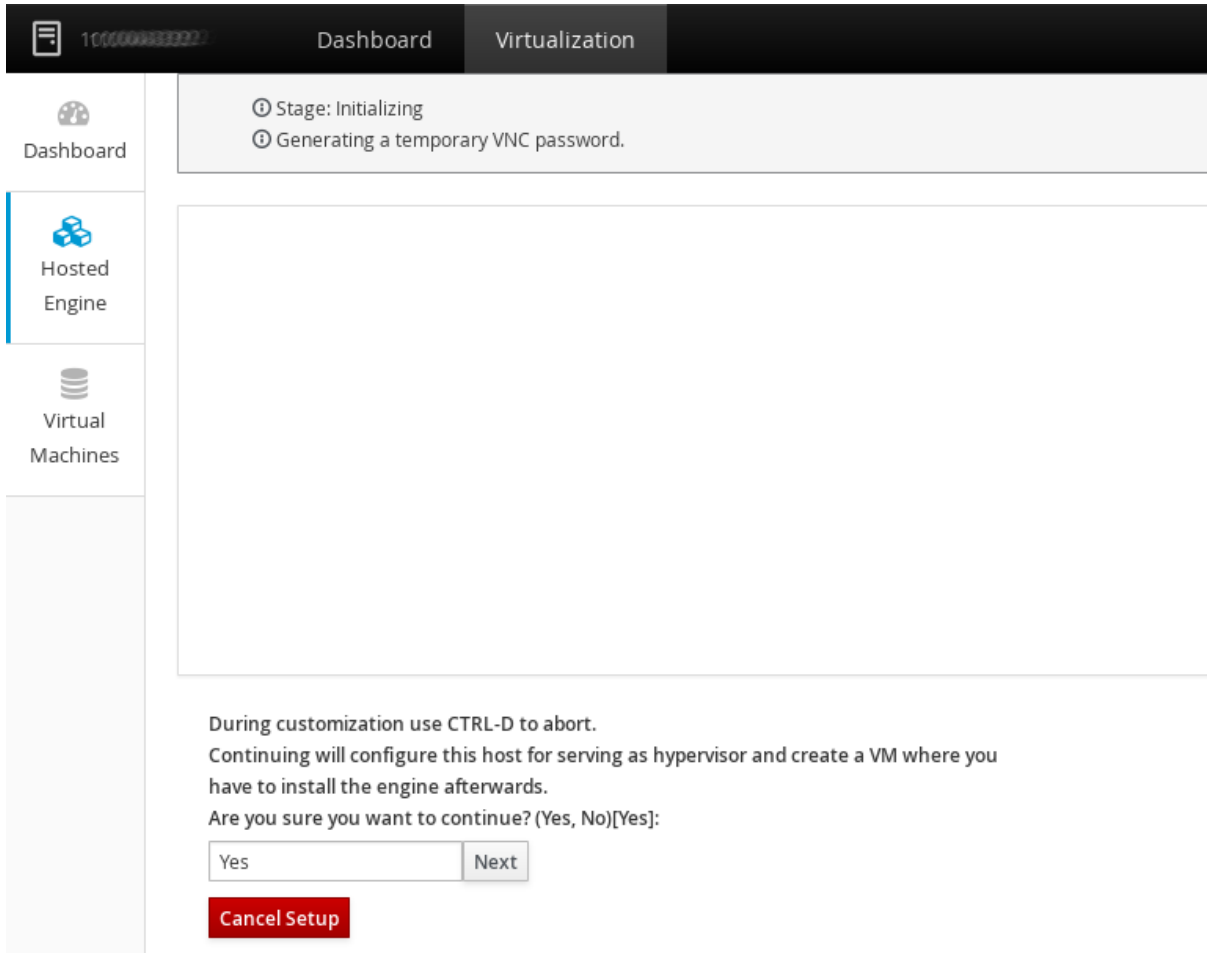 Dashboard Virtualization
Stage: Initializing
Generating a temporary VNC password.
Dashboard
Hosted
Engine
Virtual
Machines
During customization use CTRL-D to abort.
Continuing will configure this host for serving as hypervisor and create a VM where you
have to install the engine afterwards.
Are you sure you want to continue? (Yes, No)[Yes]:
Yes Next
Cancel Setup